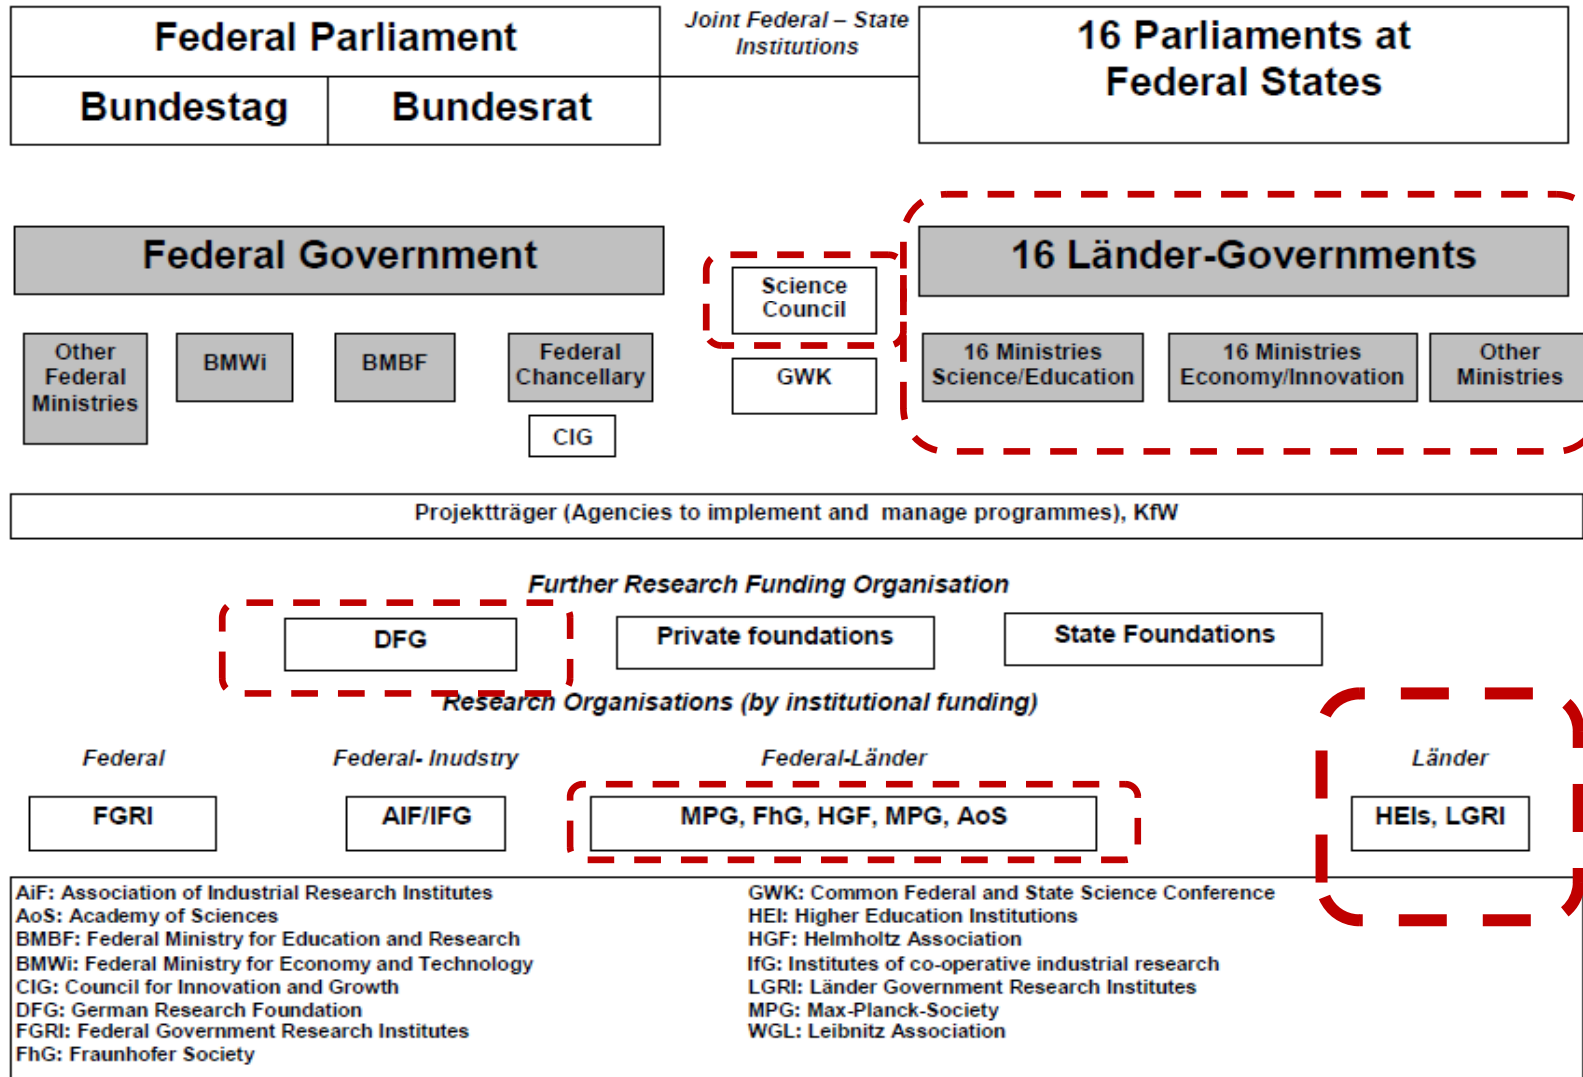 Federal Parliament
Bundestag
Bundesrat
Joint Federal – State
Institutions
16 Parliaments at
Federal States
Federal Government
Science
Council
16 Länder-Governments
Other
Federal
Ministries
BMWi
BMBF
Federal
Chancellary
CIG
GWK
16 Ministries
Science/Education
16 Ministries
Economy/Innovation
Other
Ministries
Projektträger (Agencies to implement and manage programmes), KfW
Further Research Funding Organisation
DFG
Private foundations
State Foundations
Research Organisations (by institutional funding)
Federal
Federal- Inudstry
Federal-Länder
Länder
FGRI
AIF/IFG
MPG, FhG, HGF, MPG, AoS
HEIs, LGRI
AiF: Association of Industrial Research Institutes
AoS: Academy of Sciences
BMBF: Federal Ministry for Education and Research
BMWi: Federal Ministry for Economy and Technology
CIG: Council for Innovation and Growth
DFG: German Research Foundation
FGRI: Federal Government Research Institutes
FhG: Fraunhofer Society
GWK: Common Federal and State Science Conference
HEI: Higher Education Institutions
HGF: Helmholtz Association
IfG: Institutes of co-operative industrial research
LGRI: Länder Government Research Institutes
MPG: Max-Planck-Society
WGL: Leibnitz Association